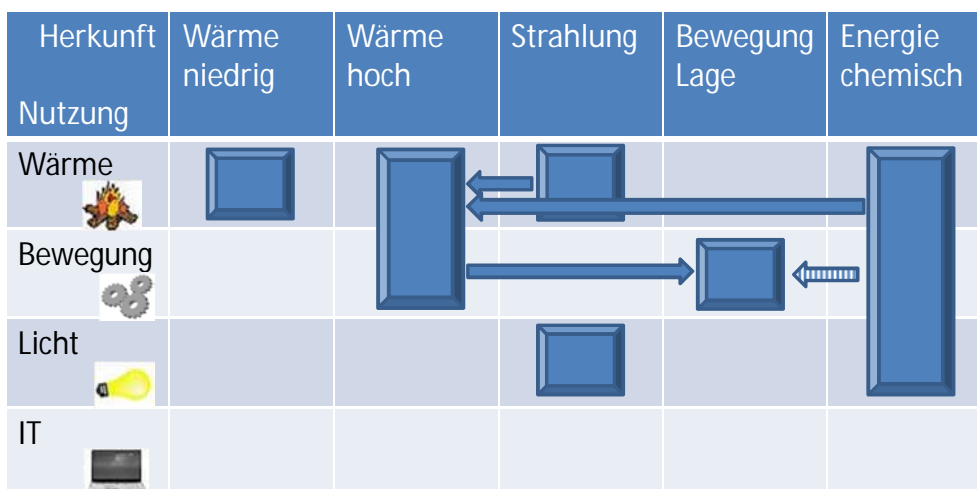 Herkunft
Nutzung
Wärme
niedrig
Wärme
hoch
Strahlung
Bewegung
Lage
Energie
chemisch
Wärme
Bewegung
Licht
IT